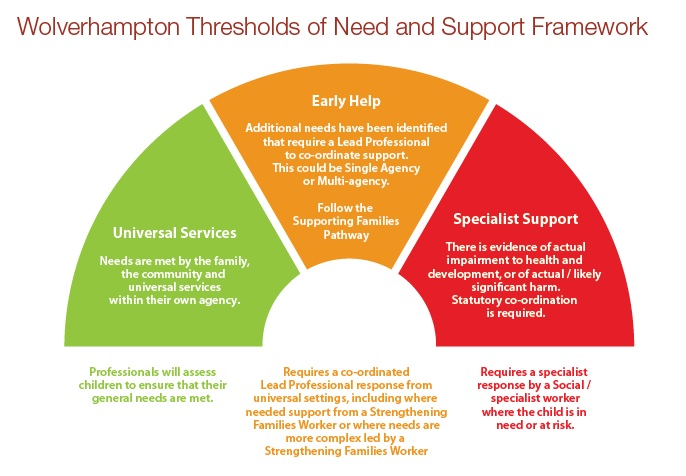 Wolverhampton Thresholds of Need and Support Framework
Universal Services
Needs are met by the family,
the community and
universal services
within their own agency.
Early Help
Additional needs have been identified
that require a Lead Professional
to co-ordinate support.
This could be Single Agency
or Multi-agency.
Follow the
Supporting Families
Pathway
Specialist Support
There is evidence of actual
impairment to health and
development, or of actual / likely
significant harm.
Statutory co-ordination
is required.
Professionals will assess
children to ensure that their
general needs are met.
Requires a co-ordinated
Lead Professional response from
universal settings, including where
needed support from a Strengthening
Families Worker or where needs are
more complex led by a
Strengthening Families Worker
Requires a specialist
response by a Social /
specialist worker
where the child is in
need or at risk.